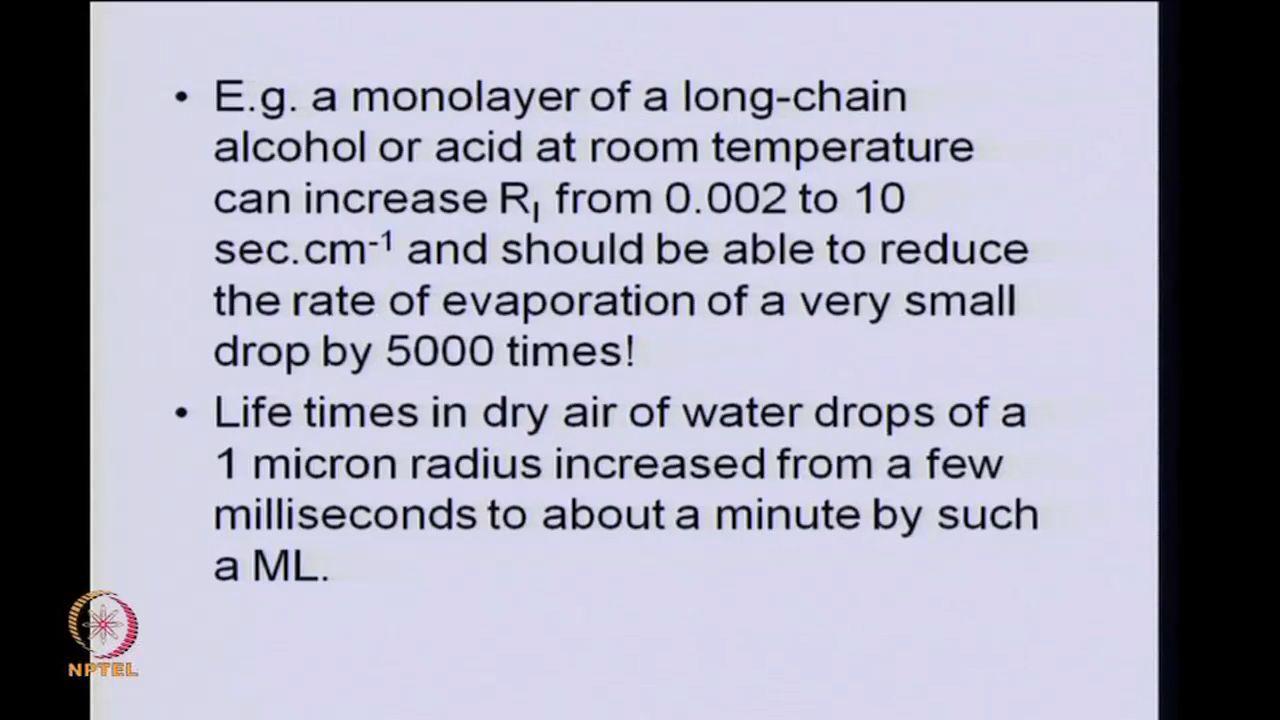 • E.g. a monolayer of a long-chain
alcohol or acid at room temperature
can increase R_I from 0.002 to 10
sec.cm⁻¹ and should be able to reduce
the rate of evaporation of a very small
drop by 5000 times!
• Life times in dry air of water drops of a
1 micron radius increased from a few
milliseconds to about a minute by such
a ML.
NPTEL